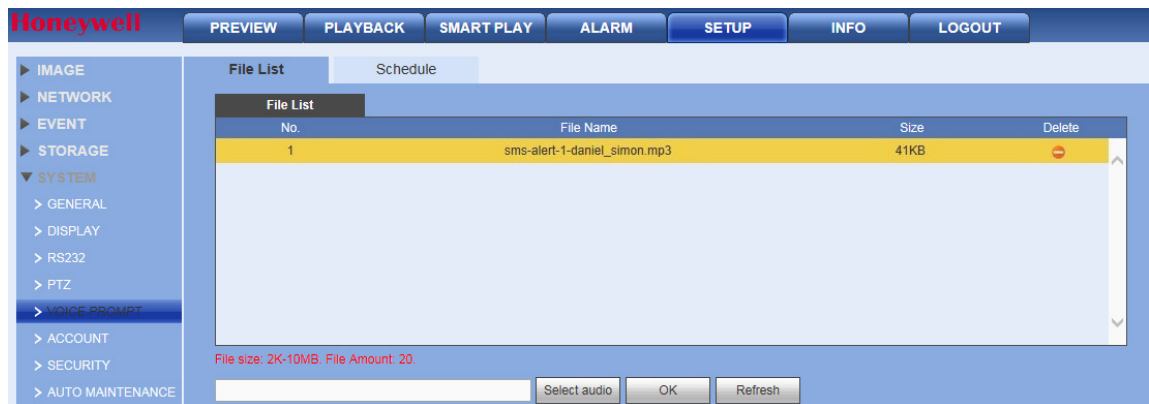 Honeywell
PREVIEW PLAYBACK SMART PLAY ALARM SETUP INFO LOGOUT
IMAGE
NETWORK
EVENT
STORAGE
SYSTEM
GENERAL
DISPLAY
RS232
PTZ
VOICE PROMPT
ACCOUNT
SECURITY
AUTO MAINTENANCE
File List Schedule
File List
No. File Name Size Delete
1 sms-alert-1-daniel_simon.mp3 41KB
File size: 2K-10MB. File Amount: 20.
Select audio OK Refresh